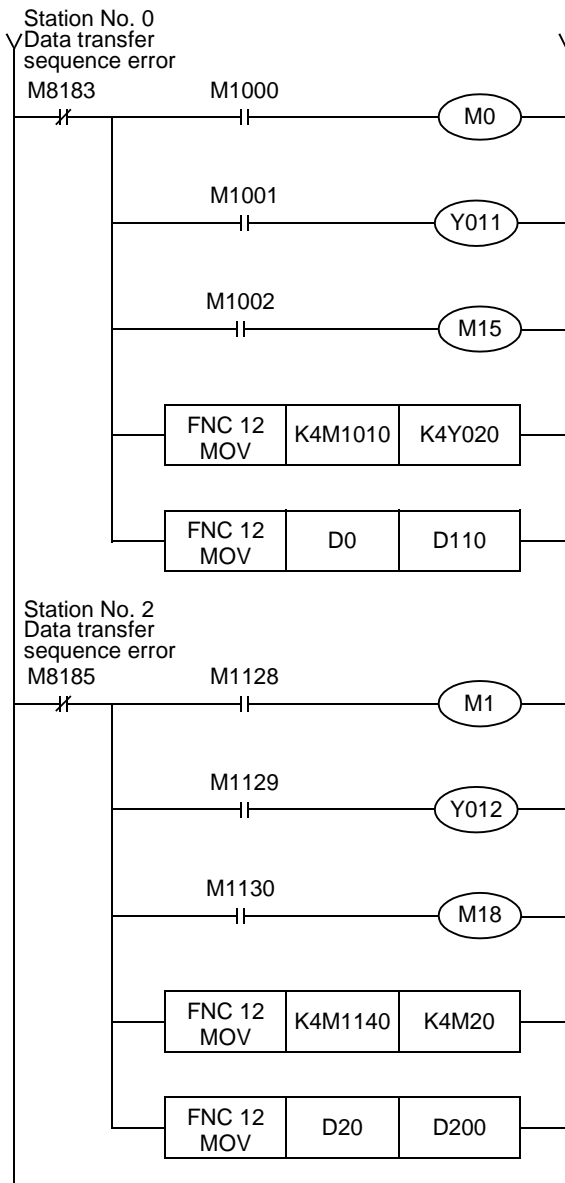 Station No. 0
Data transfer
sequence error
M8183 M1000 M0
M1001 Y011
M1002 M15
FNC 12
MOV K4M1010 K4Y020
FNC 12
MOV D0 D110
Station No. 2
Data transfer
sequence error
M8185 M1128 M1
M1129 Y012
M1130 M18
FNC 12
MOV K4M1140 K4M20
FNC 12
MOV D20 D200